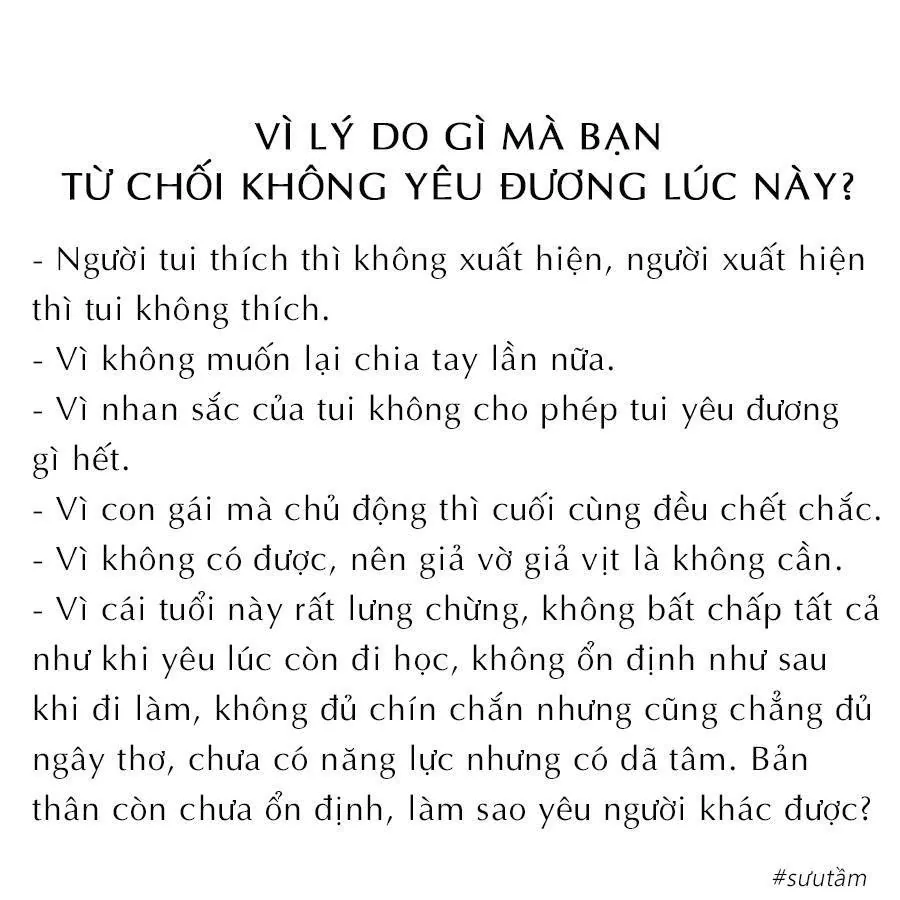 VÌ LÝ DO GÌ MÀ BẠN
TỪ CHỐI KHÔNG YÊU ĐƯƠNG LÚC NÀY?
- Người tui thích thì không xuất hiện, người xuất hiện
thì tui không thích.
- Vì không muốn lại chia tay lần nữa.
- Vì nhan sắc của tui không cho phép tui yêu đương
gì hết.
- Vì con gái mà chủ động thì cuối cùng đều chết chắc.
- Vì không có được, nên giả vờ giả vịt là không cần.
- Vì cái tuổi này rất lưng chừng, không bất chấp tất cả
như khi yêu lúc còn đi học, không ổn định như sau
khi đi làm, không đủ chín chắn nhưng cũng chẳng đủ
ngây thơ, chưa có năng lực nhưng có dã tâm. Bản
thân còn chưa ổn định, làm sao yêu người khác được?
#sưutầm